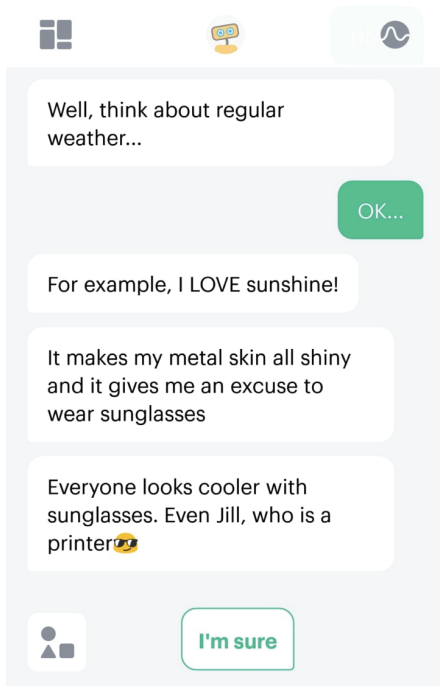 Well, think about regular
weather...
OK...
For example, I LOVE sunshine!
It makes my metal skin all shiny
and it gives me an excuse to
wear sunglasses
Everyone looks cooler with
sunglasses. Even Jill, who is a
printer😎
I'm sure